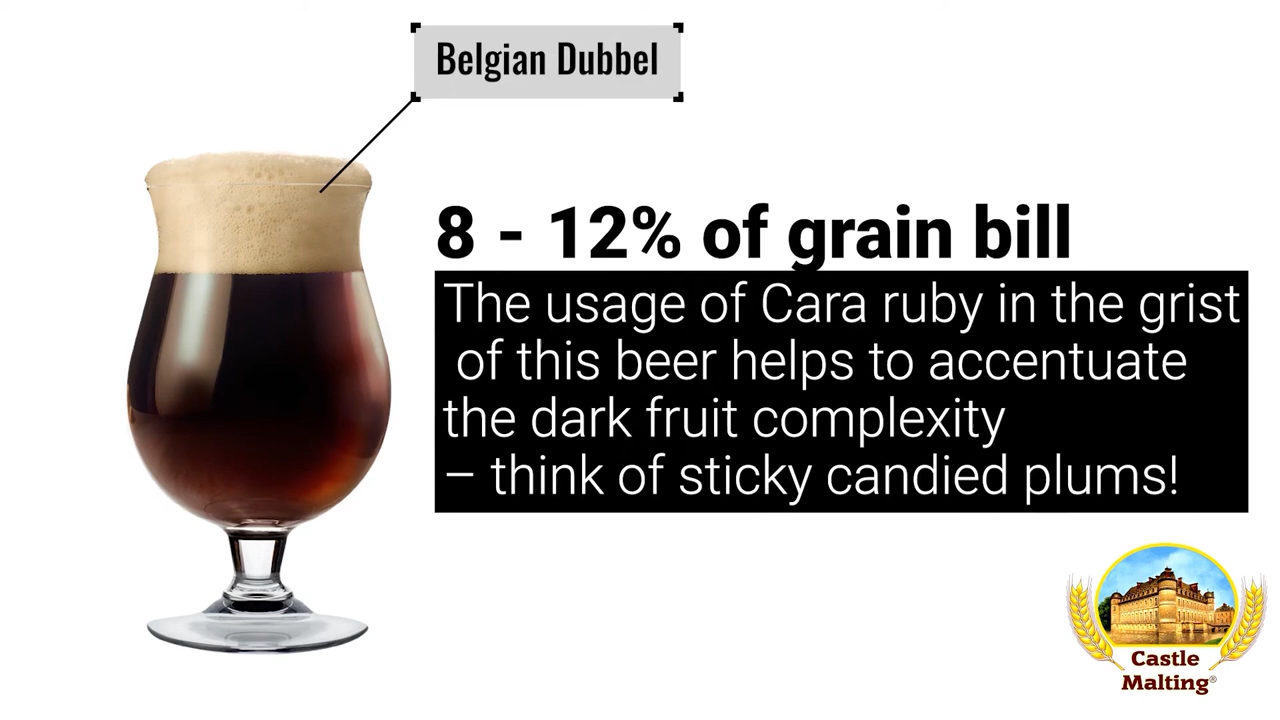 Belgian Dubbel
8 - 12% of grain bill
The usage of Cara ruby in the grist
of this beer helps to accentuate
the dark fruit complexity
– think of sticky candied plums!
Castle
Malting®